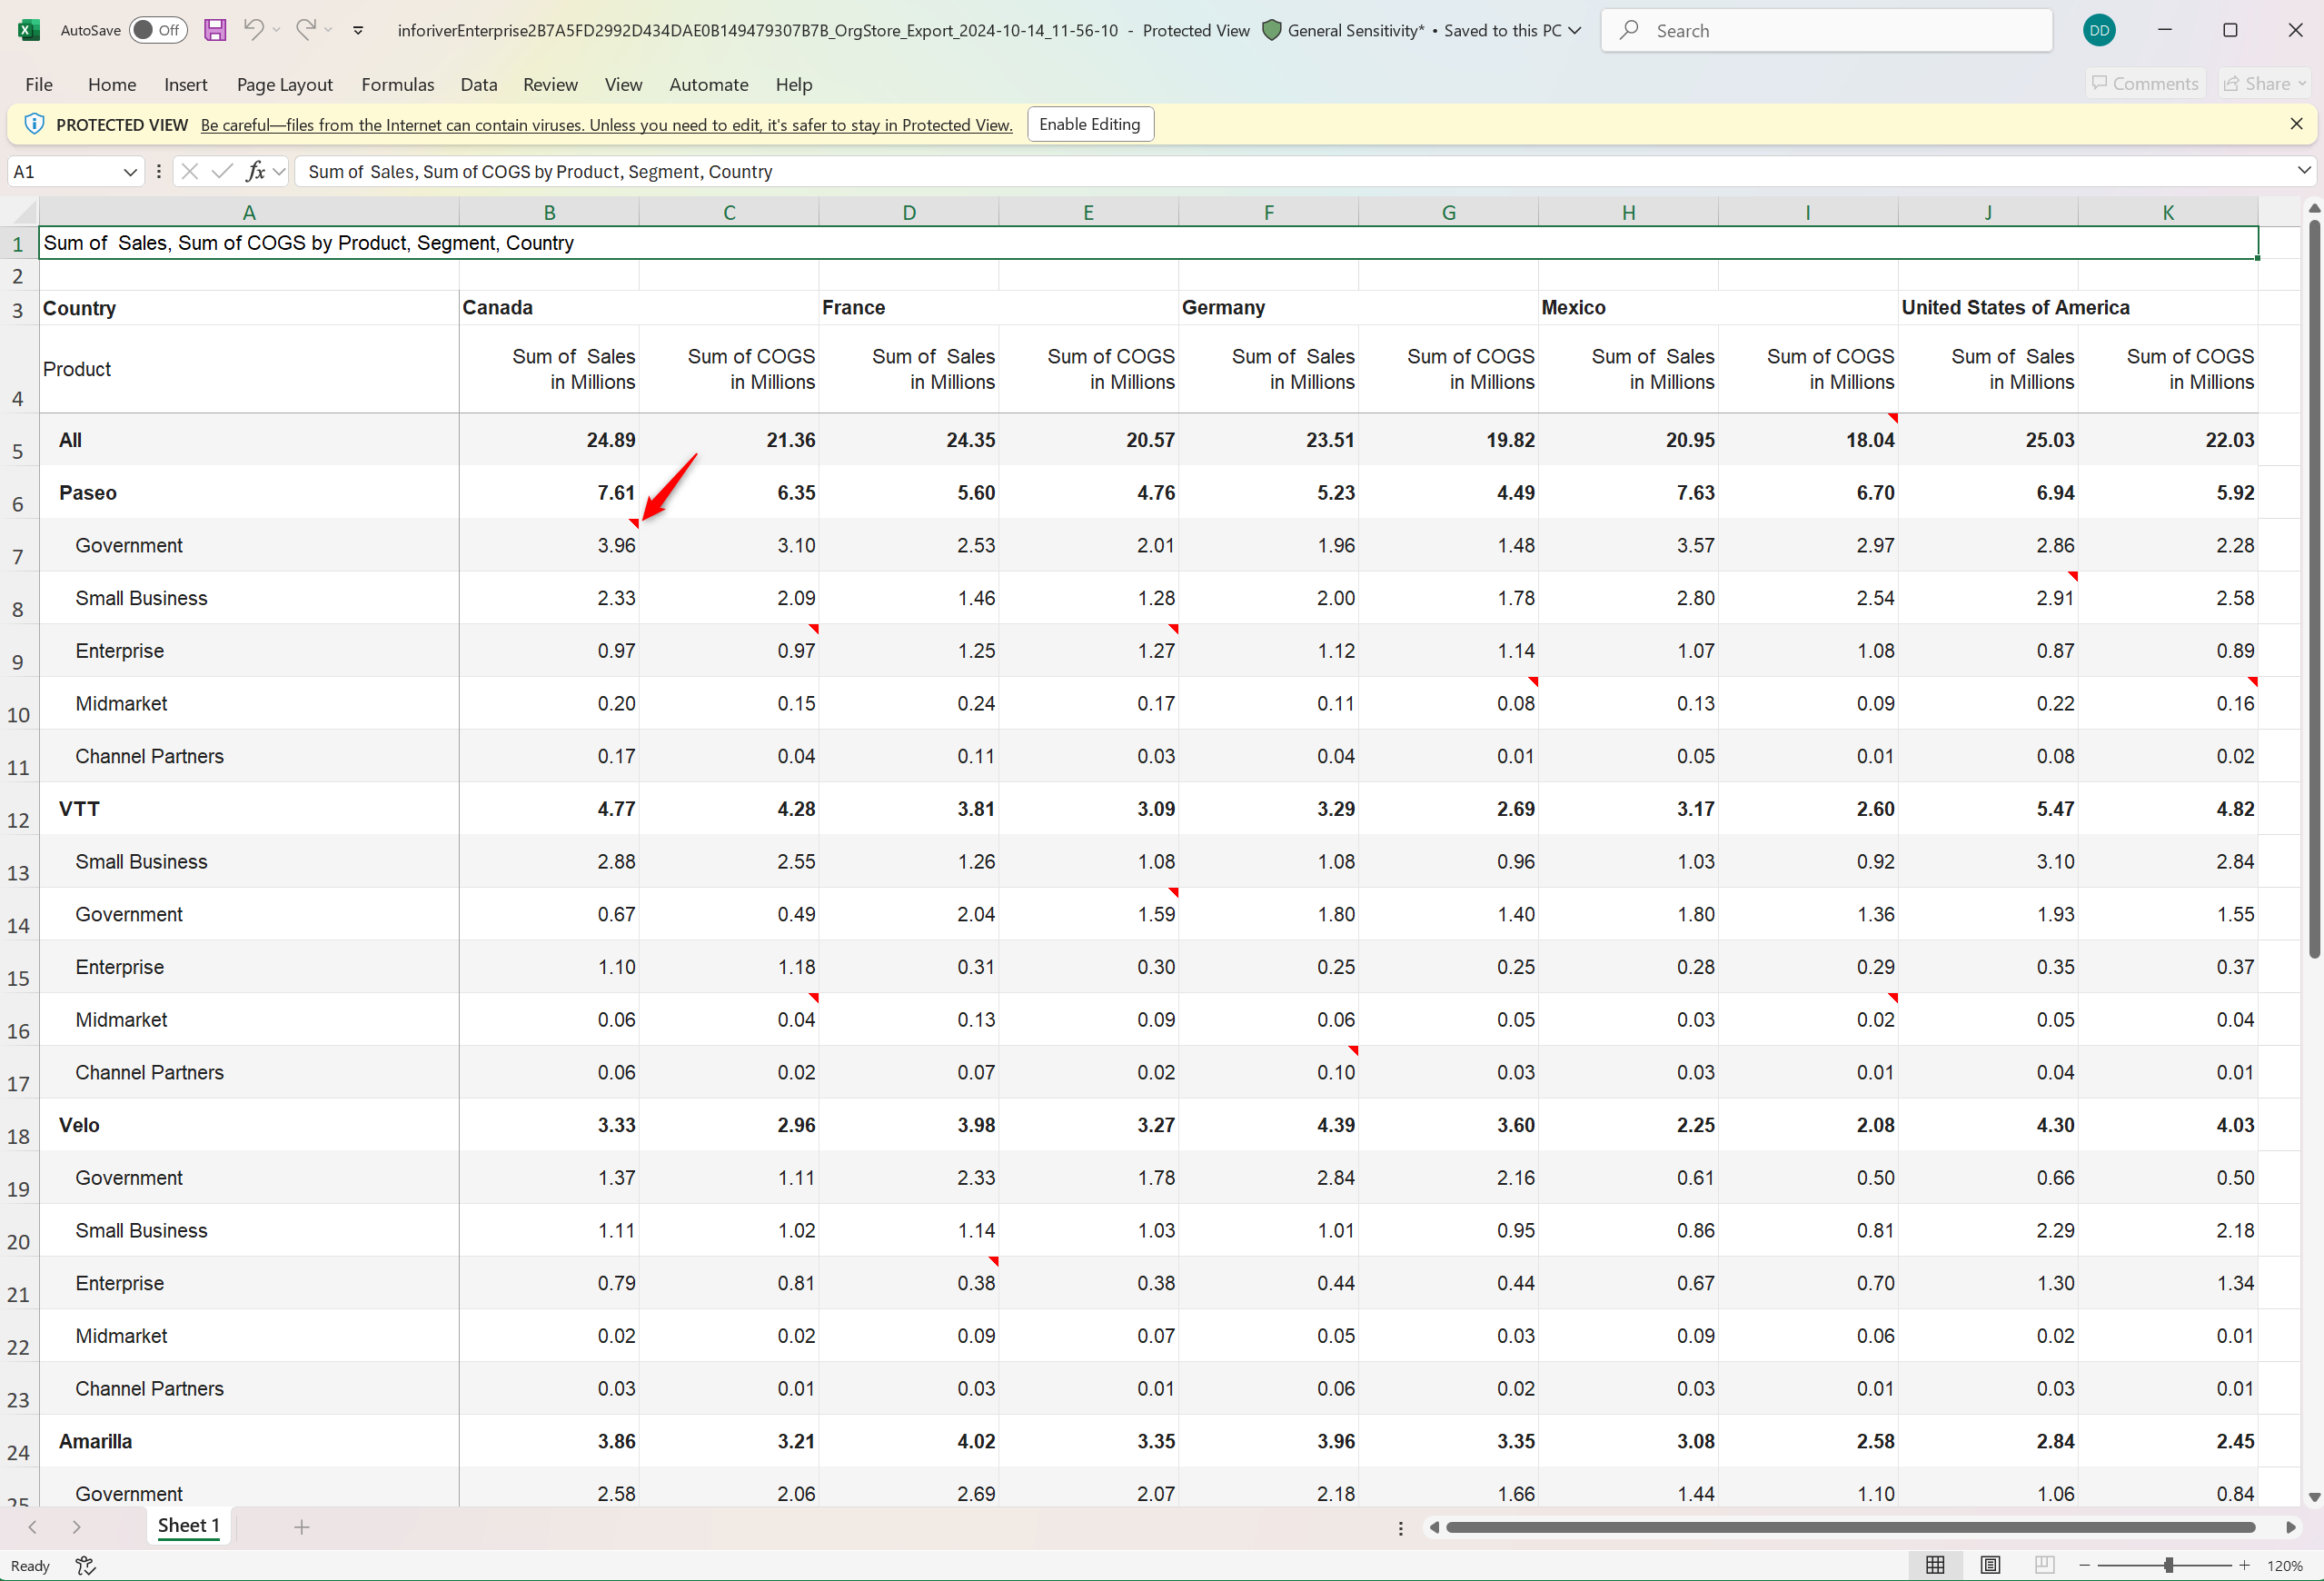 AutoSave Off inforiverEnterprise2B7A5FD2992D434DAE0B149479307B7B_OrgStore_Export_2024-10-14_11-56-10 - Protected View General Sensitivity* • Saved to this PC Search DD
File Home Insert Page Layout Formulas Data Review View Automate Help Comments Share
PROTECTED VIEW Be careful—files from the Internet can contain viruses. Unless you need to edit, it's safer to stay in Protected View. Enable Editing
A1 fx Sum of Sales, Sum of COGS by Product, Segment, Country
A B C D E F G H I J K
1 Sum of Sales, Sum of COGS by Product, Segment, Country
2
3 Country Canada France Germany Mexico United States of America
Sum of Sales Sum of COGS Sum of Sales Sum of COGS Sum of Sales Sum of COGS Sum of Sales Sum of COGS Sum of Sales Sum of COGS
Product
in Millions in Millions in Millions in Millions in Millions in Millions in Millions in Millions in Millions in Millions
4
5 All 24.89 21.36 24.35 20.57 23.51 19.82 20.95 18.04 25.03 22.03
6 Paseo 7.61 6.35 5.60 4.76 5.23 4.49 7.63 6.70 6.94 5.92
7 Government 3.96 3.10 2.53 2.01 1.96 1.48 3.57 2.97 2.86 2.28
8 Small Business 2.33 2.09 1.46 1.28 2.00 1.78 2.80 2.54 2.91 2.58
9 Enterprise 0.97 0.97 1.25 1.27 1.12 1.14 1.07 1.08 0.87 0.89
10 Midmarket 0.20 0.15 0.24 0.17 0.11 0.08 0.13 0.09 0.22 0.16
11 Channel Partners 0.17 0.04 0.11 0.03 0.04 0.01 0.05 0.01 0.08 0.02
12 VTT 4.77 4.28 3.81 3.09 3.29 2.69 3.17 2.60 5.47 4.82
13 Small Business 2.88 2.55 1.26 1.08 1.08 0.96 1.03 0.92 3.10 2.84
14 Government 0.67 0.49 2.04 1.59 1.80 1.40 1.80 1.36 1.93 1.55
15 Enterprise 1.10 1.18 0.31 0.30 0.25 0.25 0.28 0.29 0.35 0.37
16 Midmarket 0.06 0.04 0.13 0.09 0.06 0.05 0.03 0.02 0.05 0.04
17 Channel Partners 0.06 0.02 0.07 0.02 0.10 0.03 0.03 0.01 0.04 0.01
18 Velo 3.33 2.96 3.98 3.27 4.39 3.60 2.25 2.08 4.30 4.03
19 Government 1.37 1.11 2.33 1.78 2.84 2.16 0.61 0.50 0.66 0.50
20 Small Business 1.11 1.02 1.14 1.03 1.01 0.95 0.86 0.81 2.29 2.18
21 Enterprise 0.79 0.81 0.38 0.38 0.44 0.44 0.67 0.70 1.30 1.34
22 Midmarket 0.02 0.02 0.09 0.07 0.05 0.03 0.09 0.06 0.02 0.01
23 Channel Partners 0.03 0.01 0.03 0.01 0.06 0.02 0.03 0.01 0.03 0.01
24 Amarilla 3.86 3.21 4.02 3.35 3.96 3.35 3.08 2.58 2.84 2.45
25 Government 2.58 2.06 2.69 2.07 2.18 1.66 1.44 1.10 1.06 0.84
Sheet 1
Ready 120%